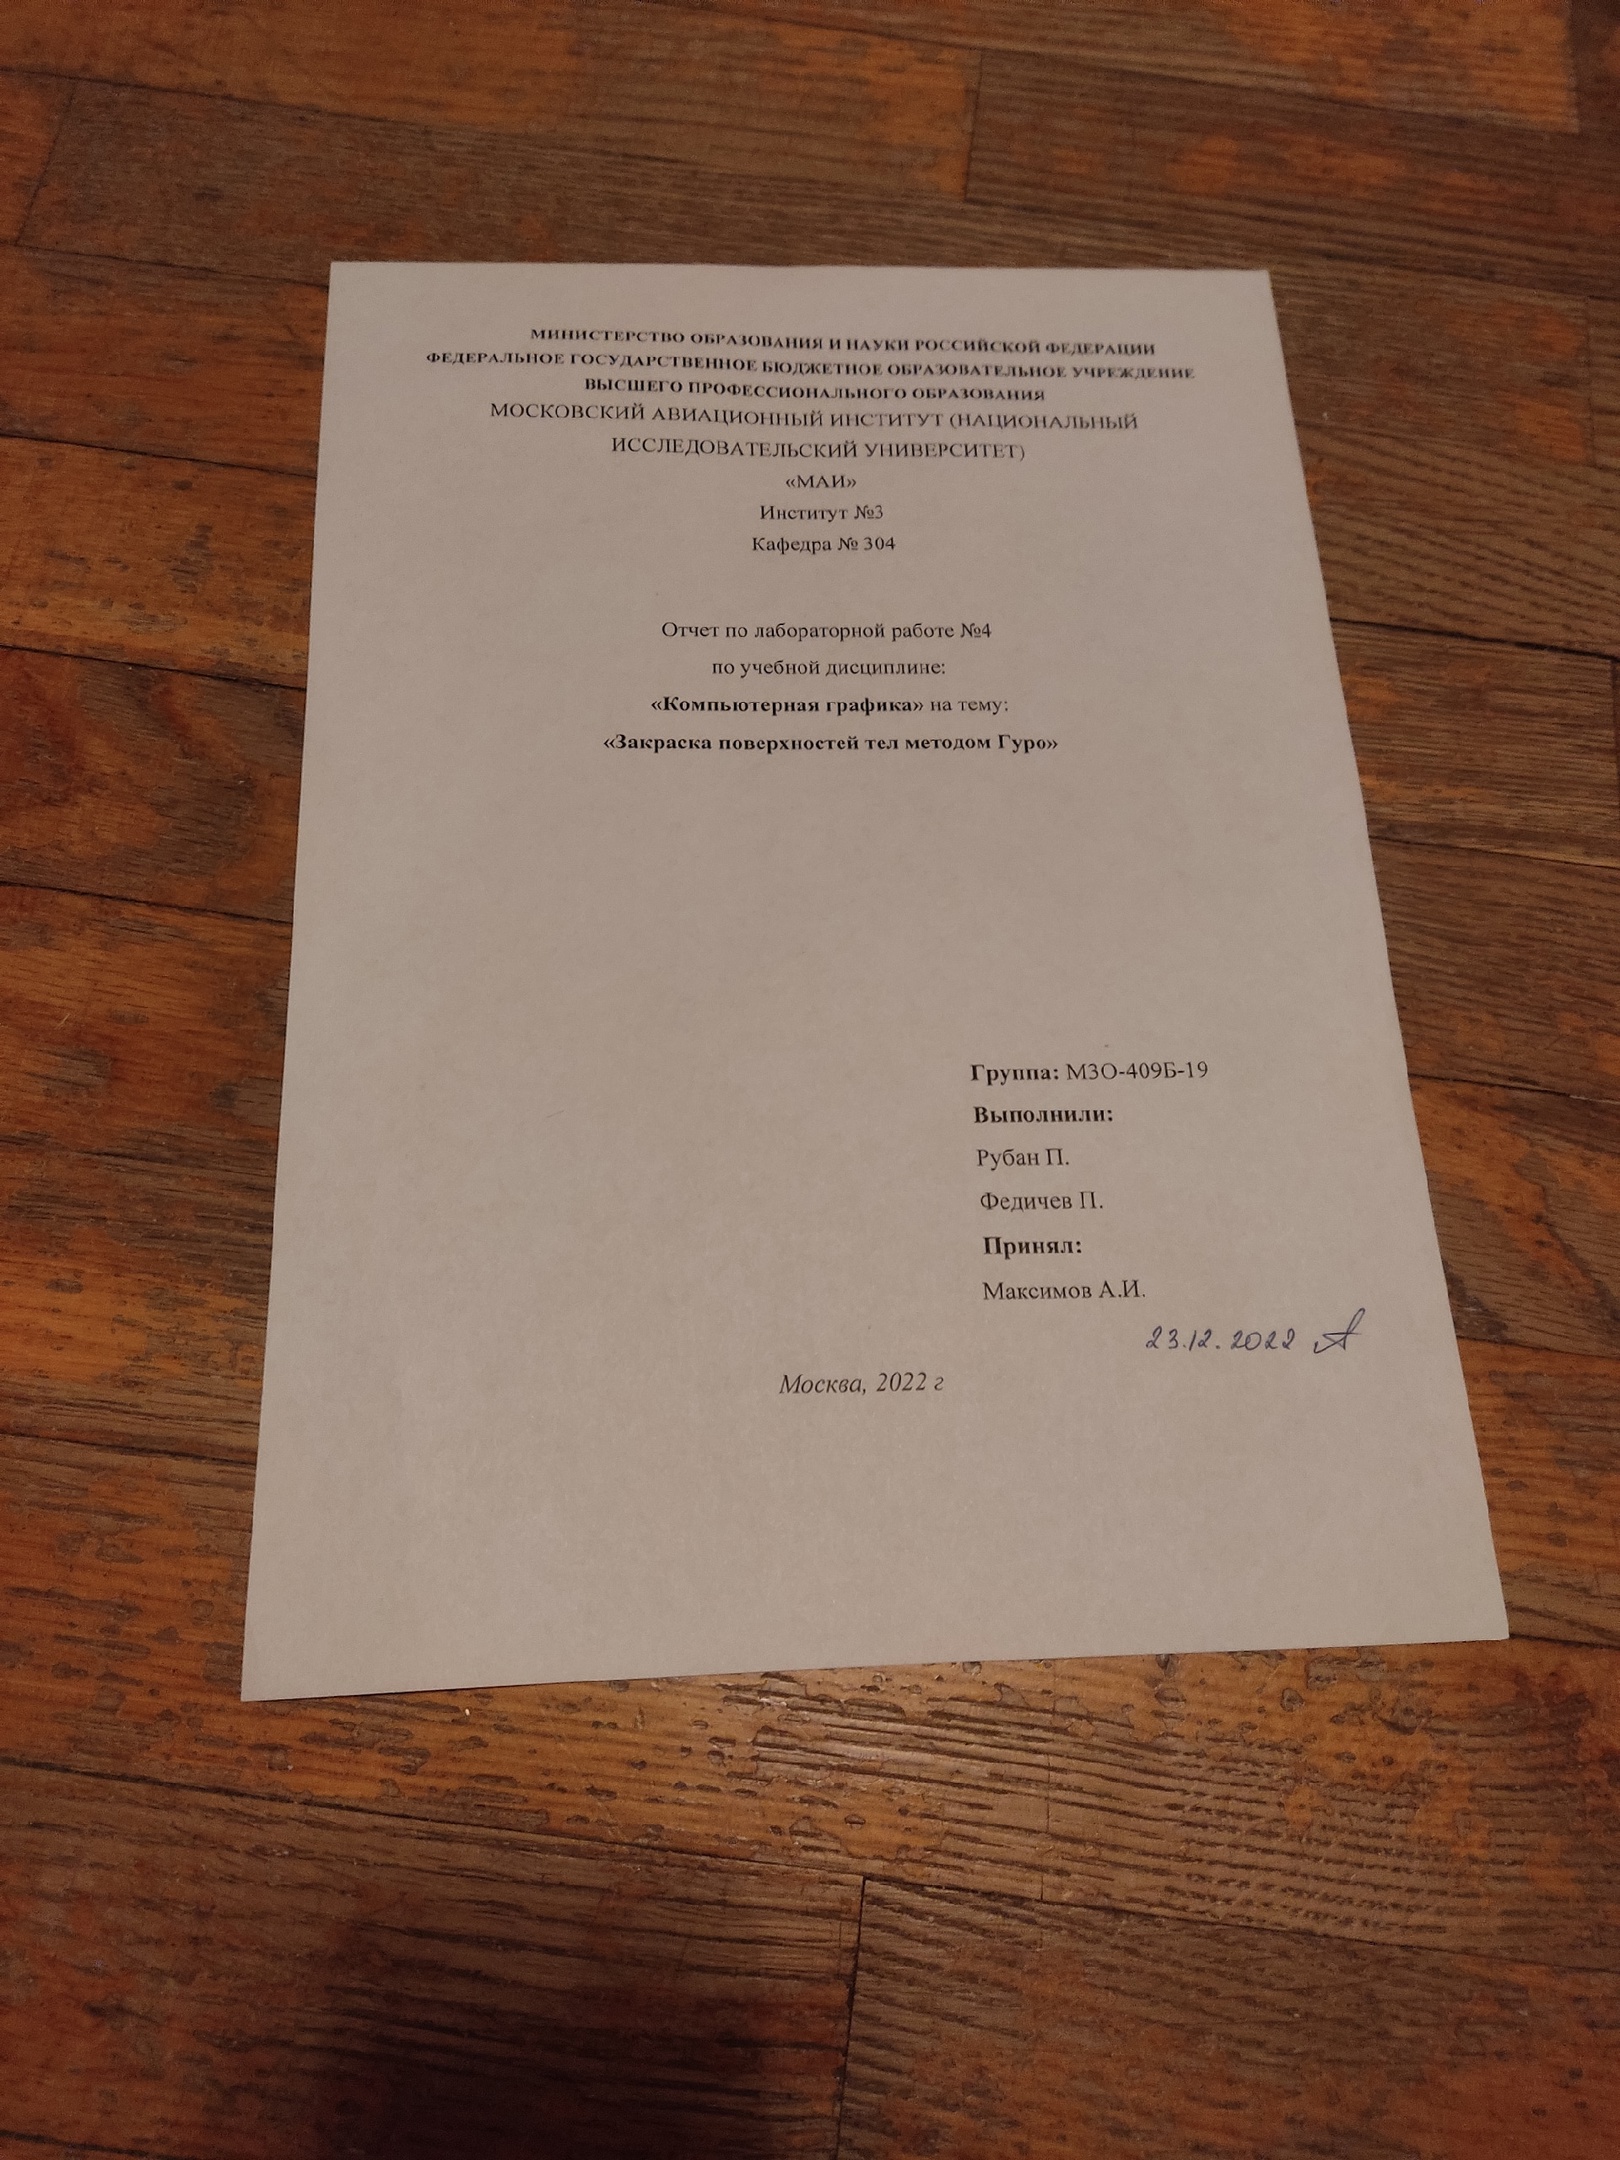 МИНИСТЕРСТВО ОБРАЗОВАНИЯ И НАУКИ РОССИЙСКОЙ ФЕДЕРАЦИИ
ФЕДЕРАЛЬНОЕ ГОСУДАРСТВЕННОЕ БЮДЖЕТНОЕ ОБРАЗОВАТЕЛЬНОЕ УЧРЕЖДЕНИЕ
ВЫСШЕГО ПРОФЕССИОНАЛЬНОГО ОБРАЗОВАНИЯ
МОСКОВСКИЙ АВИАЦИОННЫЙ ИНСТИТУТ (НАЦИОНАЛЬНЫЙ
ИССЛЕДОВАТЕЛЬСКИЙ УНИВЕРСИТЕТ)
«МАИ»
Институт №3
Кафедра № 304
Отчет по лабораторной работе №4
по учебной дисциплине:
«Компьютерная графика» на тему:
«Закраска поверхностей тел методом Гуро»
Группа: М3О-409Б-19
Выполнили:
Рубан П.
Федичев П.
Принял:
Максимов А.И.
23.12.2022
Москва, 2022 г